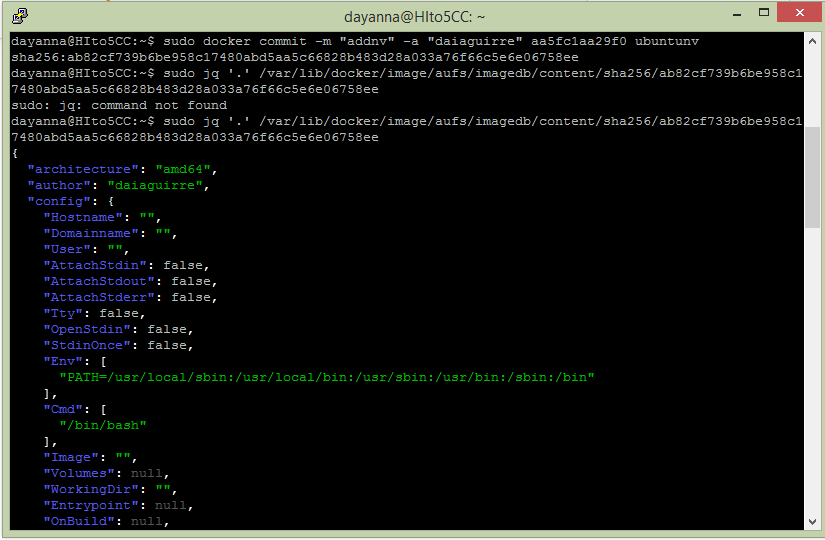 dayanna@HIto5CC: ~
dayanna@HIto5CC:~$ sudo docker commit -m "addnv" -a "daiaguirre" aa5fc1aa29f0 ubuntunv
sha256:ab82cf739b6be958c17480abd5aa5c66828b483d28a033a76f66c5e6e06758ee
dayanna@HIto5CC:~$ sudo jq '.' /var/lib/docker/image/aufs/imagedb/content/sha256/ab82cf739b6be958c1
7480abd5aa5c66828b483d28a033a76f66c5e6e06758ee
sudo: jq: command not found
dayanna@HIto5CC:~$ sudo jq '.' /var/lib/docker/image/aufs/imagedb/content/sha256/ab82cf739b6be958c1
7480abd5aa5c66828b483d28a033a76f66c5e6e06758ee
{
  "architecture": "amd64",
  "author": "daiaguirre",
  "config": {
    "Hostname": "",
    "Domainname": "",
    "User": "",
    "AttachStdin": false,
    "AttachStdout": false,
    "AttachStderr": false,
    "Tty": false,
    "OpenStdin": false,
    "StdinOnce": false,
    "Env": [
      "PATH=/usr/local/sbin:/usr/local/bin:/usr/sbin:/usr/bin:/sbin:/bin"
    ],
    "Cmd": [
      "/bin/bash"
    ],
    "Image": "",
    "Volumes": null,
    "WorkingDir": "",
    "Entrypoint": null,
    "OnBuild": null,